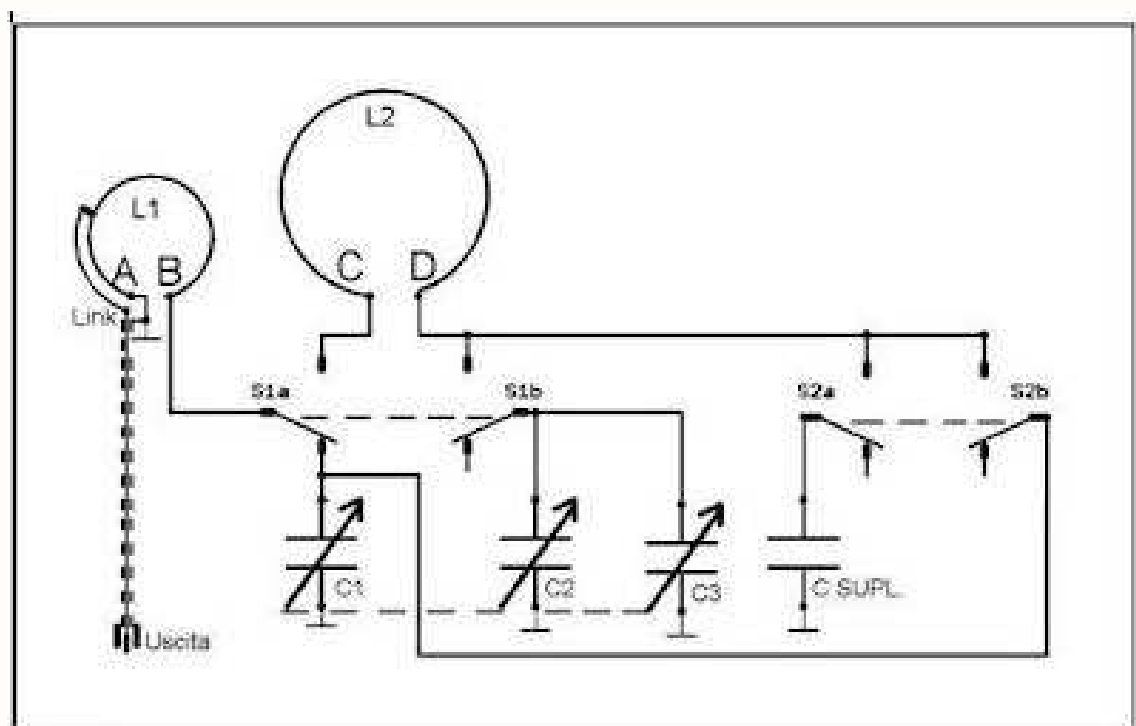 L2
L1
A B
C D
Link
S1a
S1b
S2a
S2b
C1
C2
C3
C SUPL.
Uscita